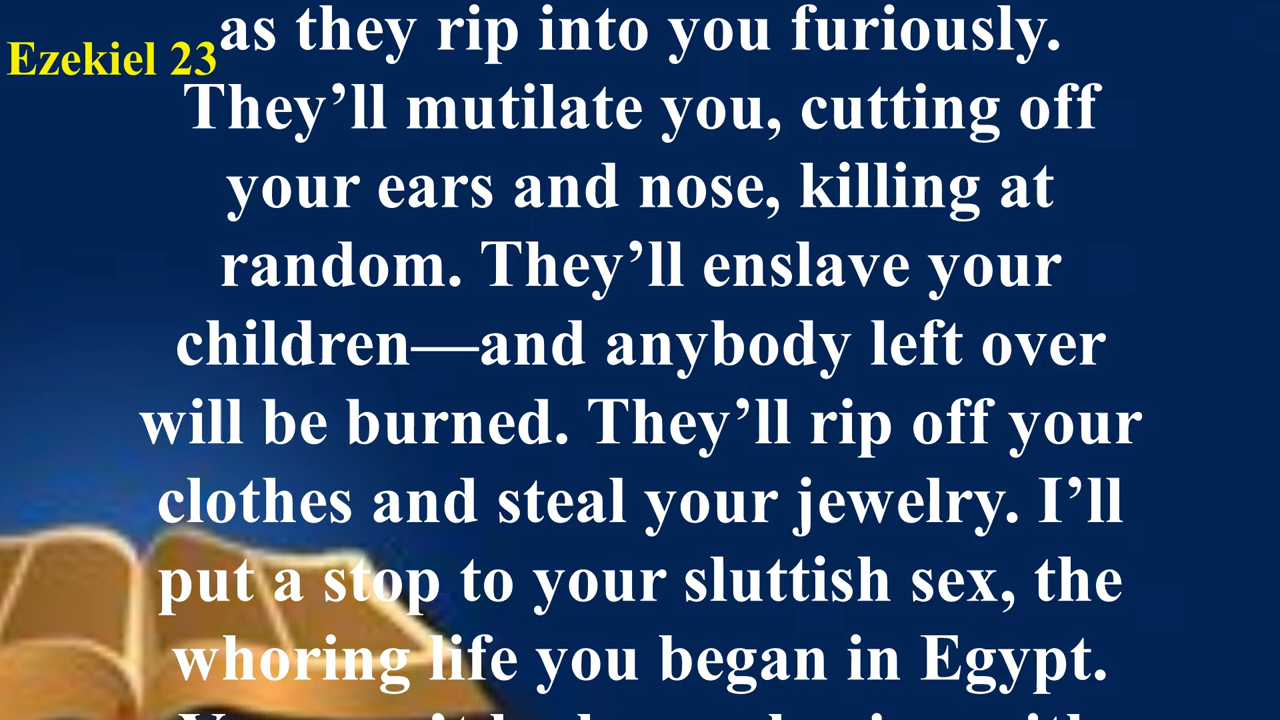 Ezekiel 23
as they rip into you furiously.
They’ll mutilate you, cutting off
your ears and nose, killing at
random. They’ll enslave your
children—and anybody left over
will be burned. They’ll rip off your
clothes and steal your jewelry. I’ll
put a stop to your sluttish sex, the
whoring life you began in Egypt.